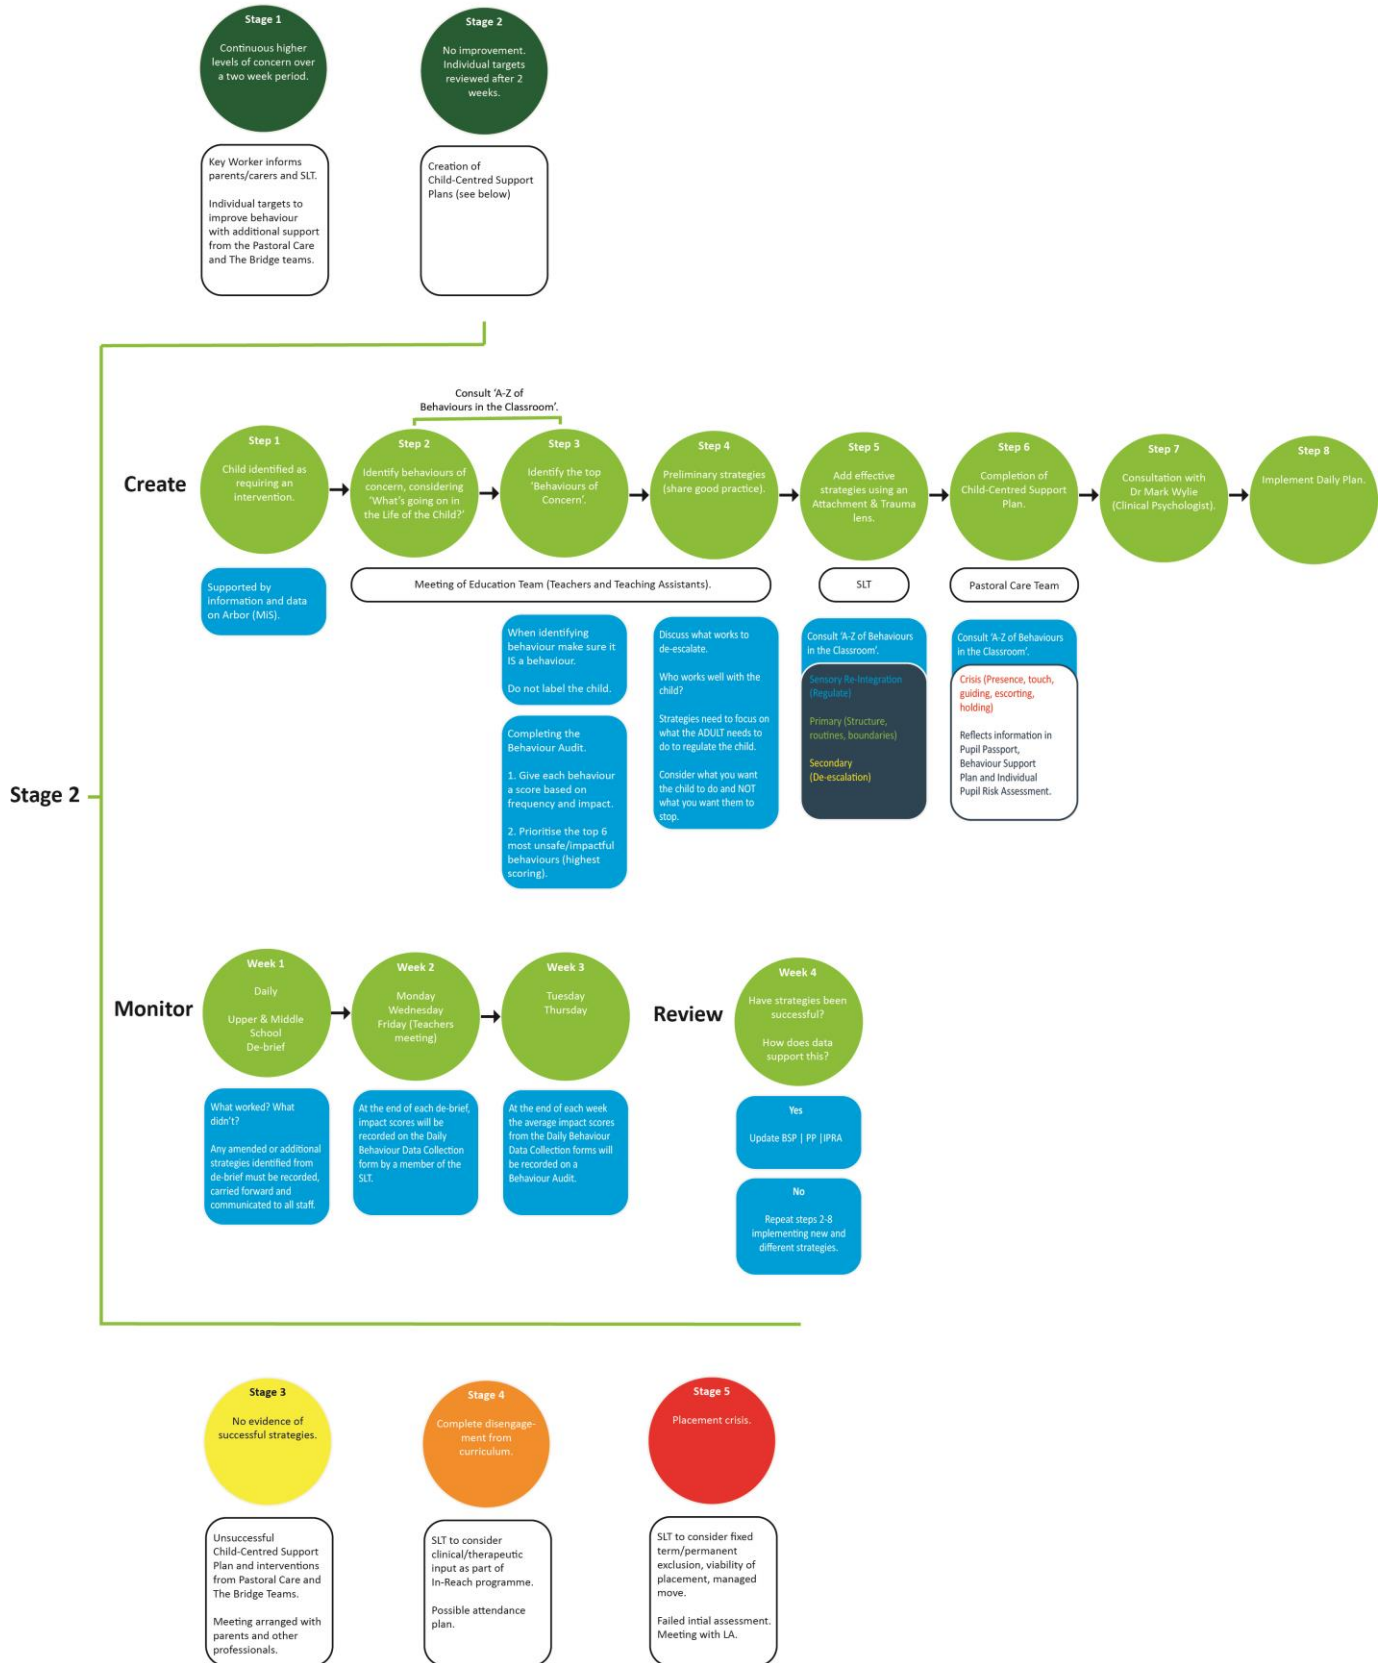 Stage 1
Continuous higher
levels of concern over
a two week period.
Stage 2
No improvement.
Individual targets
reviewed after 2
weeks.
Key Worker informs
parents/carers and SLT.
Individual targets to
improve behaviour
with additional support
from the Pastoral Care
and The Bridge teams.
Creation of
Child-Centred Support
Plans (see below)
Stage 2
Consult ‘A-Z of
Behaviours in the Classroom’.
Create
Step 1
Child identified as
requiring an
intervention.
Step 2
Identify behaviours of
concern, considering
‘What’s going on in
the Life of the Child?’
Step 3
Identify the top
‘Behaviours of
Concern’.
Step 4
Preliminary strategies
(share good practice).
Step 5
Add effective
strategies using an
Attachment & Trauma
lens.
Step 6
Completion of
Child-Centred Support
Plan.
Step 7
Consultation with
Dr Mark Wylie
(Clinical Psychologist).
Step 8
Implement Daily Plan.
Supported by
information and data
on Arbor (MiS).
Meeting of Education Team (Teachers and Teaching Assistants).
SLT
Pastoral Care Team
When identifying
behaviour make sure it
IS a behaviour.
Do not label the child.
Completing the
Behaviour Audit.
1. Give each behaviour
a score based on
frequency and impact.
2. Prioritise the top 6
most unsafe/impactful
behaviours (highest
scoring).
Discuss what works to
de-escalate.
Who works well with the
child?
Strategies need to focus on
what the ADULT needs to
do to regulate the child.
Consider what you want
the child to do and NOT
what you want them to
stop.
Consult ‘A-Z of Behaviours
in the Classroom’.
Sensory Re-Integration
(Regulate)
Primary (Structure,
routines, boundaries)
Secondary
(De-escalation)
Consult ‘A-Z of Behaviours
in the Classroom’.
Crisis (Presence, touch,
guiding, escorting,
holding)
Reflects information in
Pupil Passport,
Behaviour Support
Plan and Individual
Pupil Risk Assessment.
Monitor
Week 1
Daily
Upper & Middle
School
De-brief
Week 2
Monday
Wednesday
Friday (Teachers
meeting)
Week 3
Tuesday
Thursday
Review
Week 4
Have strategies been
successful?
How does data
support this?
What worked? What
didn’t?
Any amended or additional
strategies identified from
de-brief must be recorded,
carried forward and
communicated to all staff.
At the end of each de-brief,
impact scores will be
recorded on the Daily
Behaviour Data Collection
form by a member of the
SLT.
At the end of each week
the average impact scores
from the Daily Behaviour
Data Collection forms will
be recorded on a
Behaviour Audit.
Yes
Update BSP | PP |IPRA
No
Repeat steps 2-8
implementing new and
different strategies.
Stage 3
No evidence of
successful strategies.
Stage 4
Complete disengage-
ment from
curriculum.
Stage 5
Placement crisis.
Unsuccessful
Child-Centred Support
Plan and interventions
from Pastoral Care and
The Bridge Teams.
Meeting arranged with
parents and other
professionals.
SLT to consider
clinical/therapeutic
input as part of
In-Reach programme.
Possible attendance
plan.
SLT to consider fixed
term/permanent
exclusion, viability of
placement, managed
move.
Failed intial assessment.
Meeting with LA.